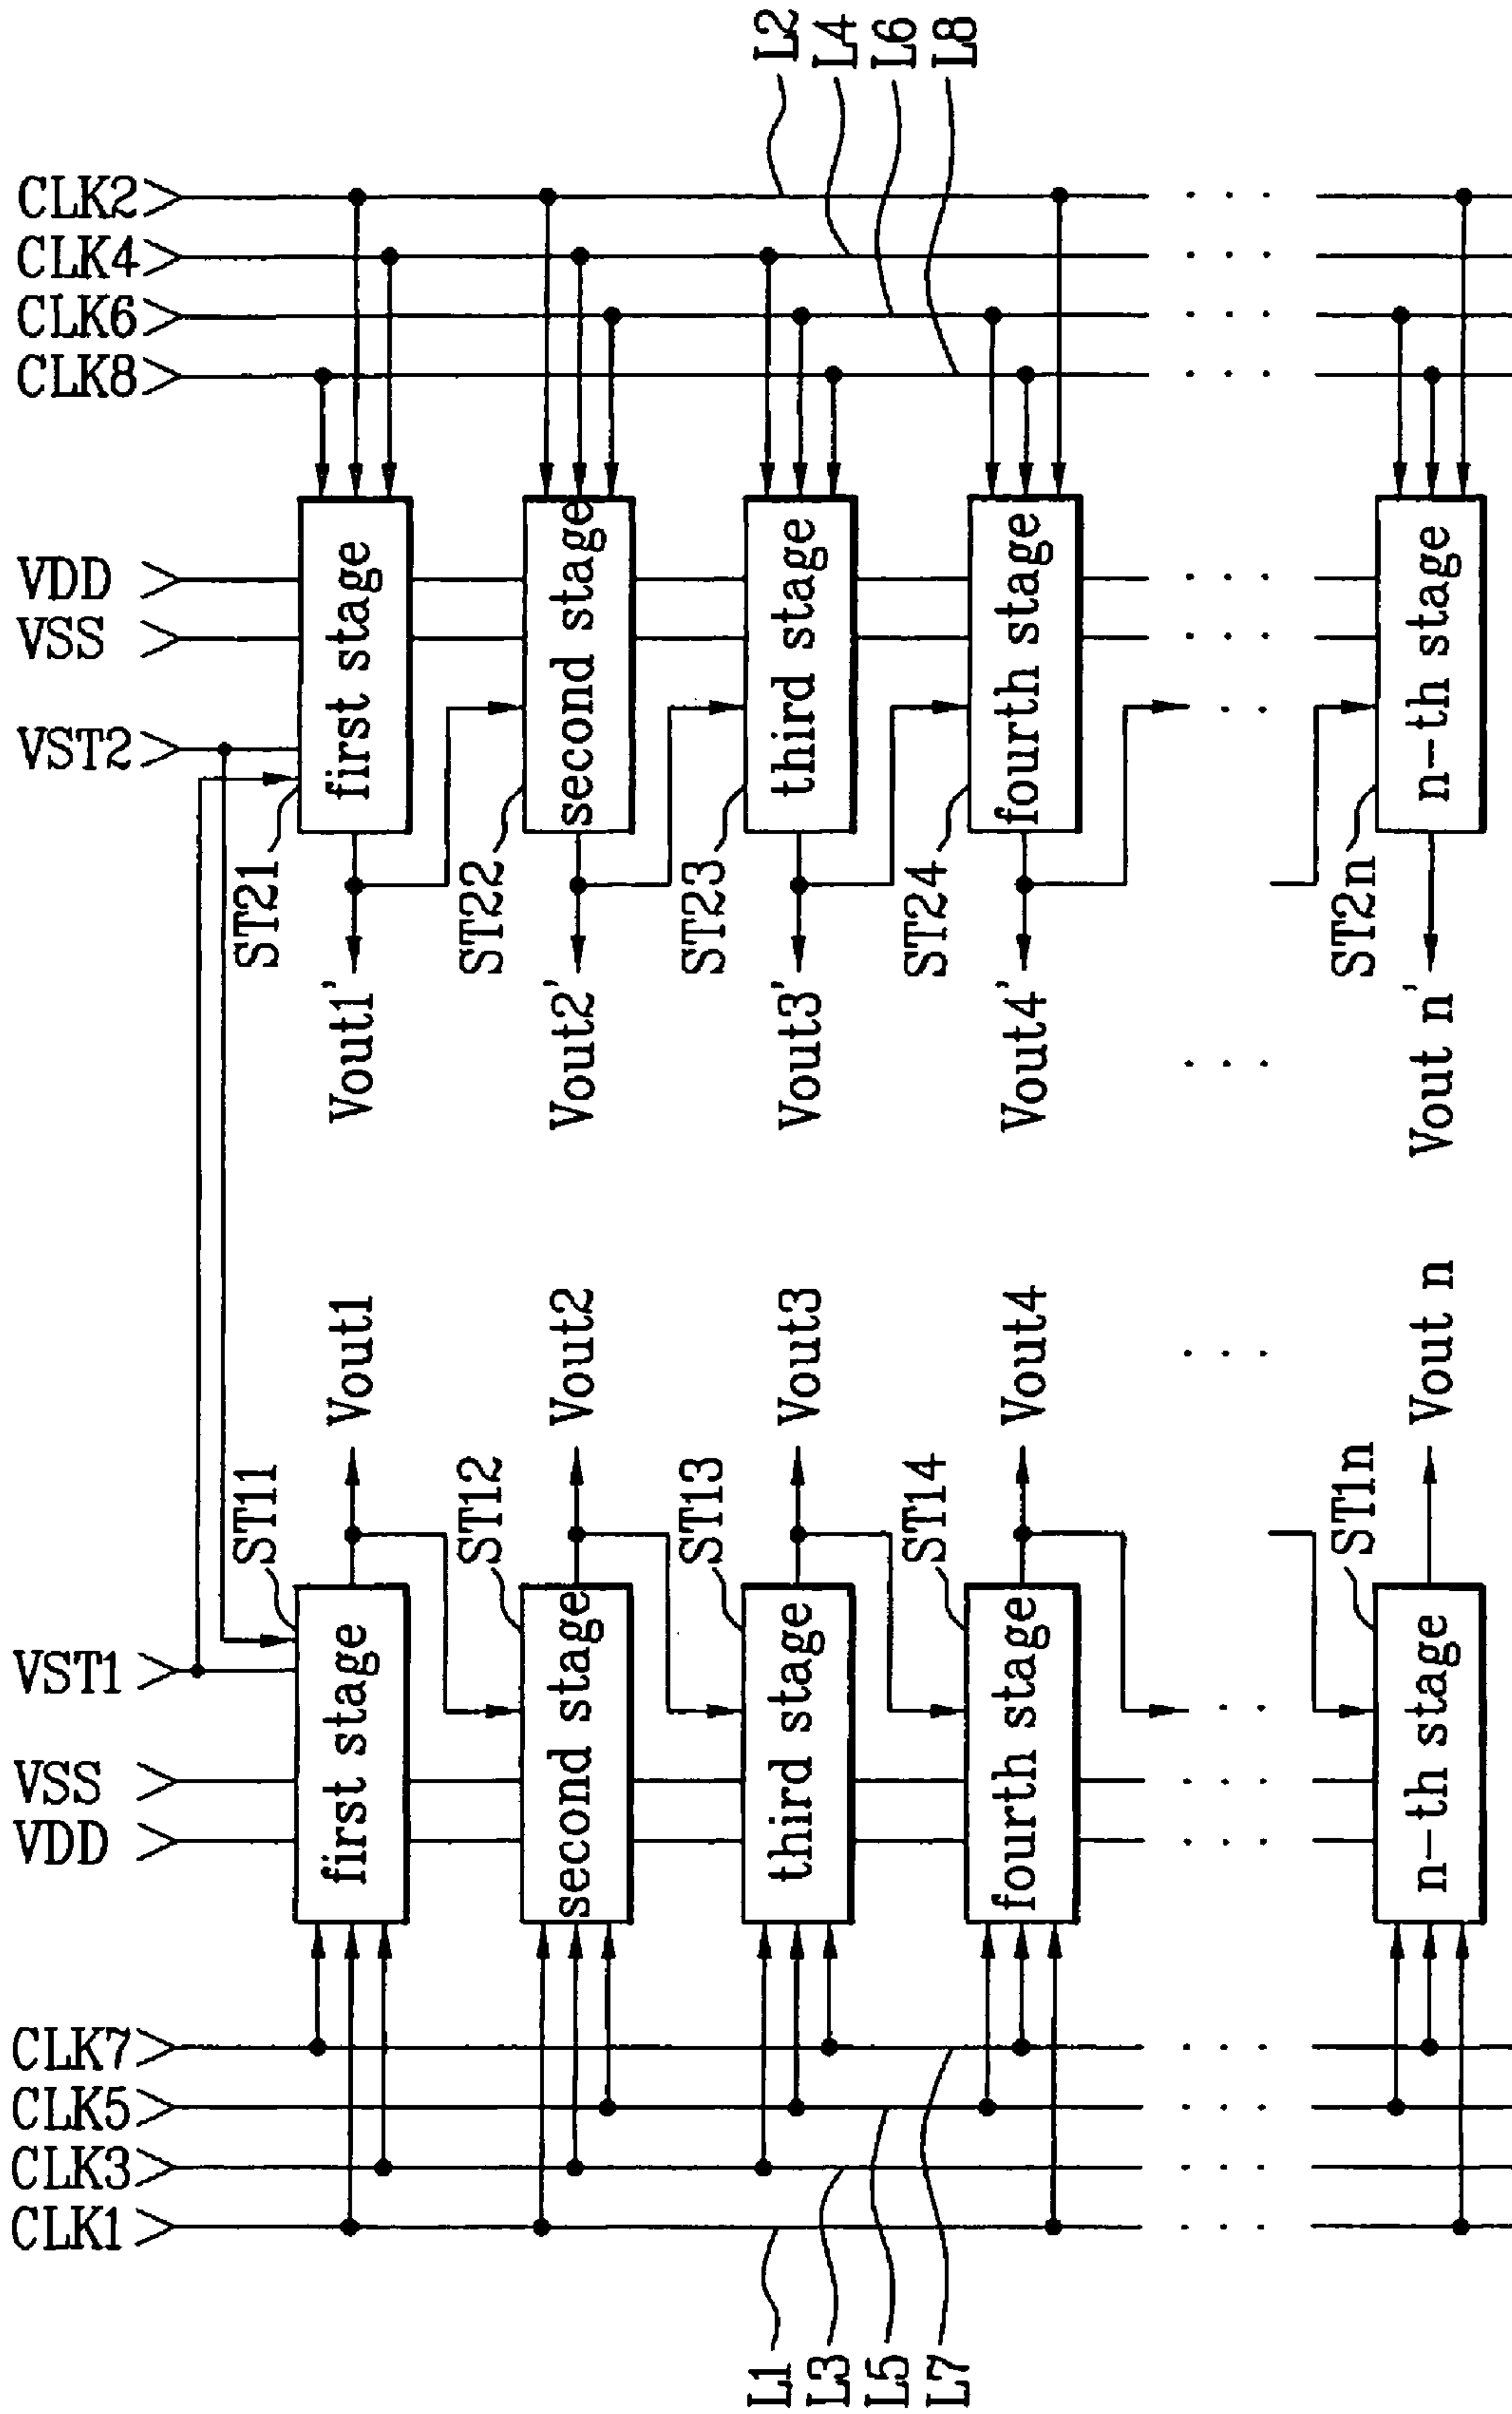 CLK1
CLK3
CLK5
CLK7
VDD
VSS
VST1
VST2
VSS
VDD
CLK8
CLK6
CLK4
CLK2
first stage
ST11
Vout1
Vout1'
ST21
first stage
second stage
ST12
Vout2
Vout2'
ST22
second stage
third stage
ST13
Vout3
Vout3'
ST23
third stage
fourth stage
ST14
Vout4
Vout4'
ST24
fourth stage
n-th stage
ST1n
Vout n
Vout n'
ST2n
n-th stage
L1
L3
L5
L7
L2
L4
L6
L8